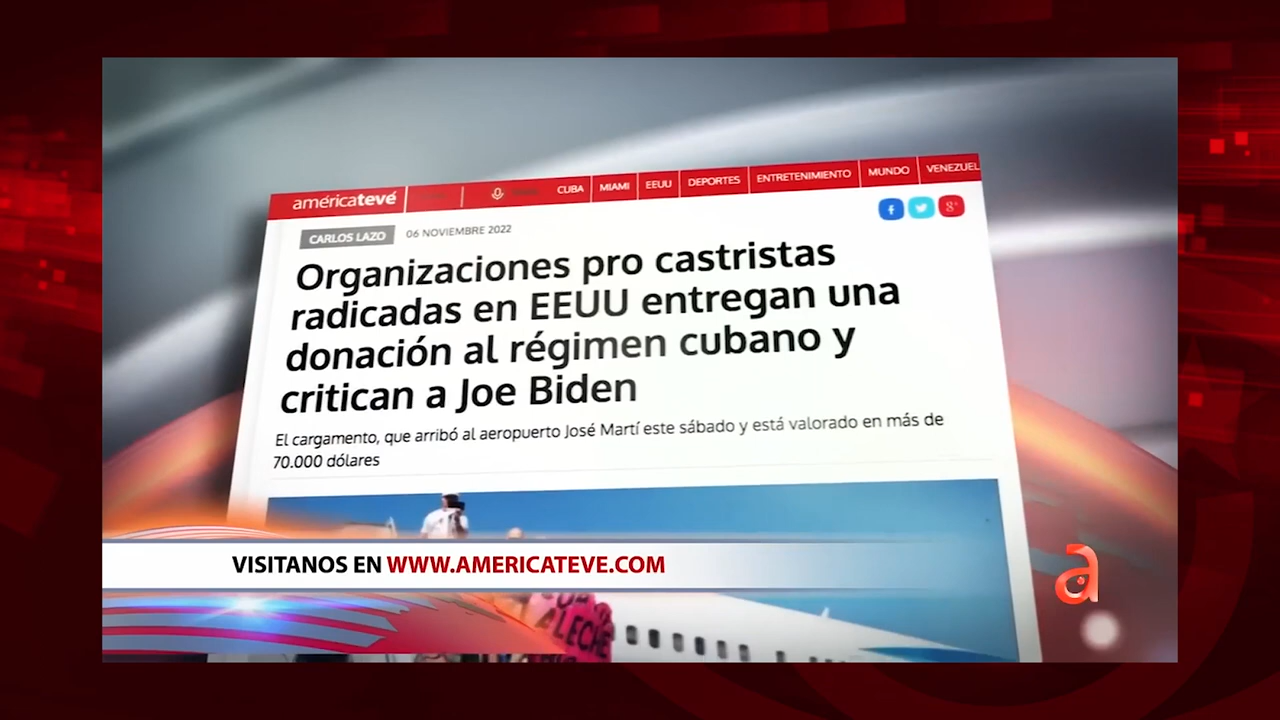 américatevé
CUBA
MIAMI
EEUU
DEPORTES
ENTRETENIMIENTO
MUNDO
VENEZUEL
CARLOS LAZO
06 NOVIEMBRE 2022
Organizaciones pro castristas
radicadas en EEUU entregan una
donación al régimen cubano y
critican a Joe Biden
El cargamento, que arribó al aeropuerto José Martí este sábado y está valorado en más de
70.000 dólares
VISITANOS EN WWW.AMERICATEVE.COM
a
LECHE